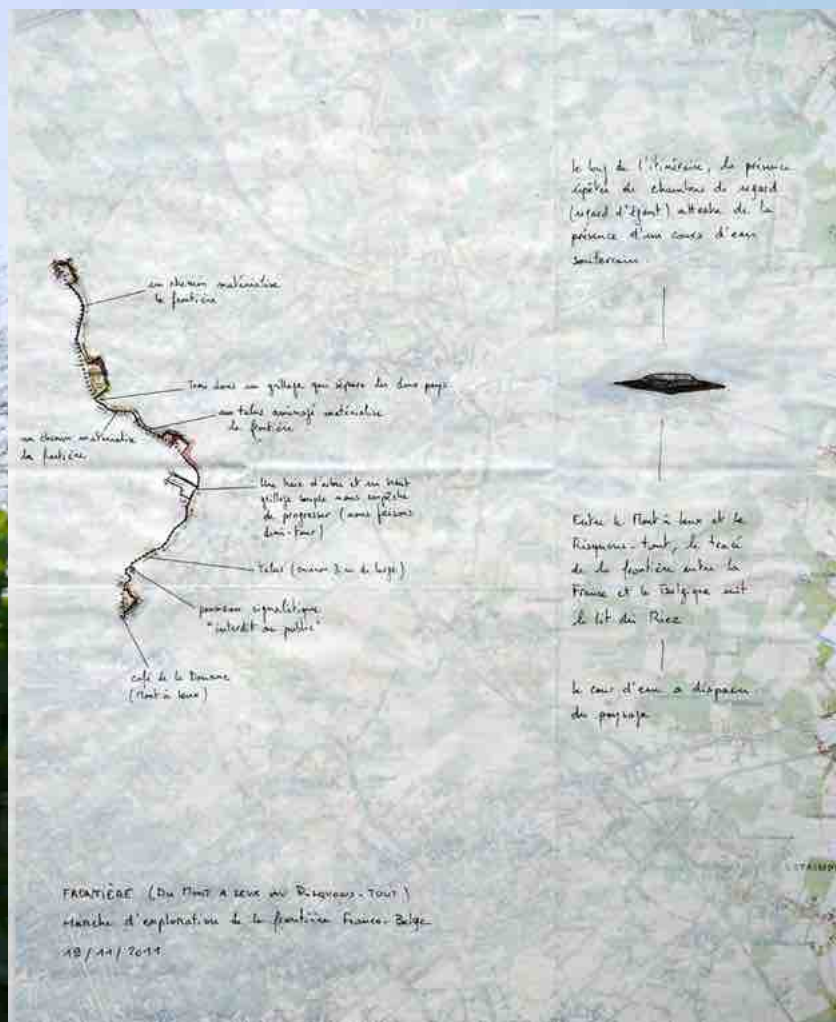 le long de l'itinéraire, la présence
répétée de chambres de regard
(regard d'égout) atteste de la
présence d'un cours d'eau
souterrain.
un chemin matérialise
la frontière
Trou dans un grillage qui sépare les deux pays.
un talus aménagé matérialise
la frontière
un chemin matérialise
la frontière
Une haie d'arbres et un haut
grillage souple nous empêche
de progresser (nous faisons
demi-tour)
Talus (environ 3 m de large)
panneau signalétique
"interdit au public"
café de la Douane
(Mont à Leux)
Entre le Mont à Leux et le
Risquons-tout, le tracé
de la frontière entre la
France et la Belgique suit
le lit du Riez
le cour d'eau a disparu
du paysage
FRONTIÈRE (DU MONT A LEUX AU RISQUONS-TOUT)
Marche d'exploration de la frontière Franco-Belge
19/11/2011